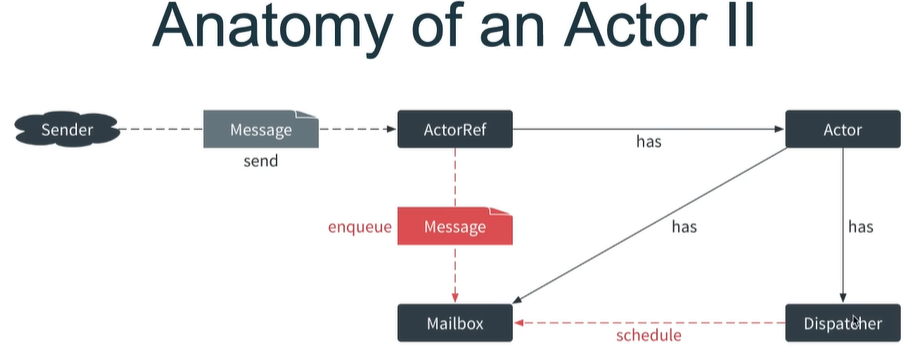 Anatomy of an Actor II
Sender
Message
send
ActorRef
has
Actor
enqueue
Message
has
has
Mailbox
schedule
Dispatcher